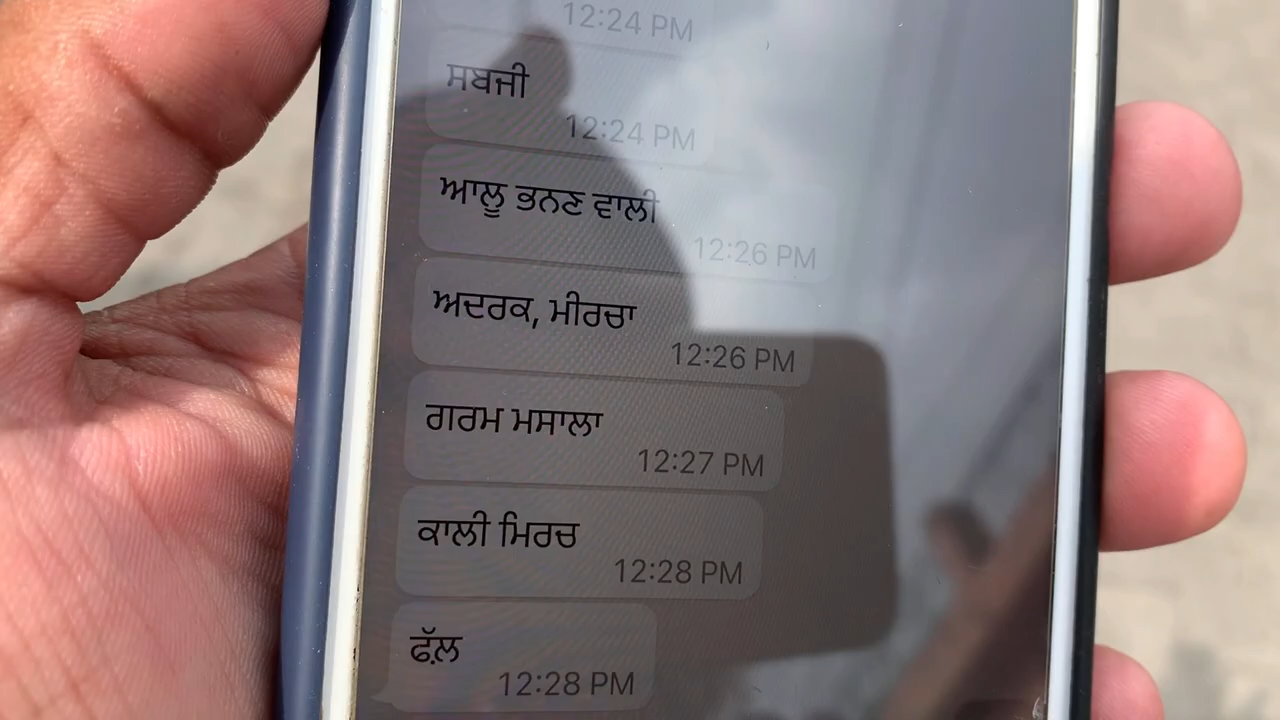 12:24 PM
ਸਬਜੀ
12:24 PM
ਆਲੂ ਭਨਣ ਵਾਲੀ
12:26 PM
ਅਦਰਕ, ਮੀਰਚਾ
12:26 PM
ਗਰਮ ਮਸਾਲਾ
12:27 PM
ਕਾਲੀ ਮਿਰਚ
12:28 PM
ਫੱਲ਼
12:28 PM